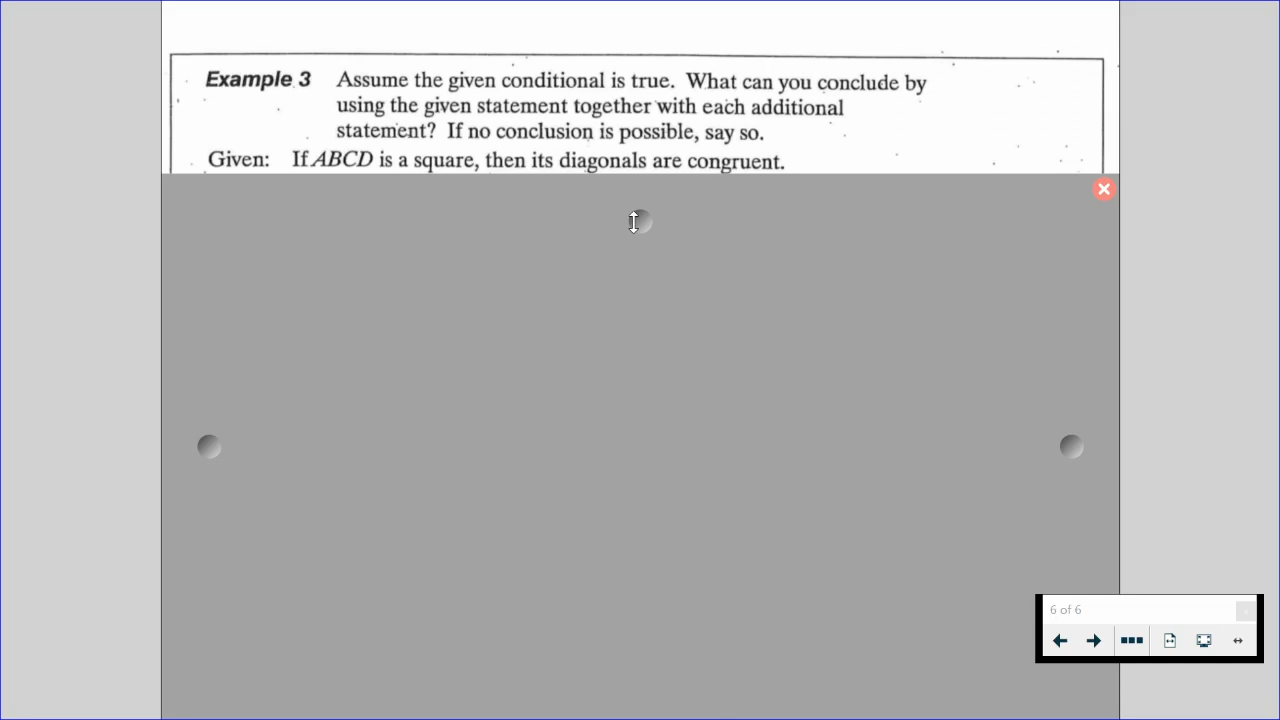 Example 3 Assume the given conditional is true. What can you conclude by
using the given statement together with each additional
statement? If no conclusion is possible, say so.
Given: If ABCD is a square, then its diagonals are congruent.
6 of 6